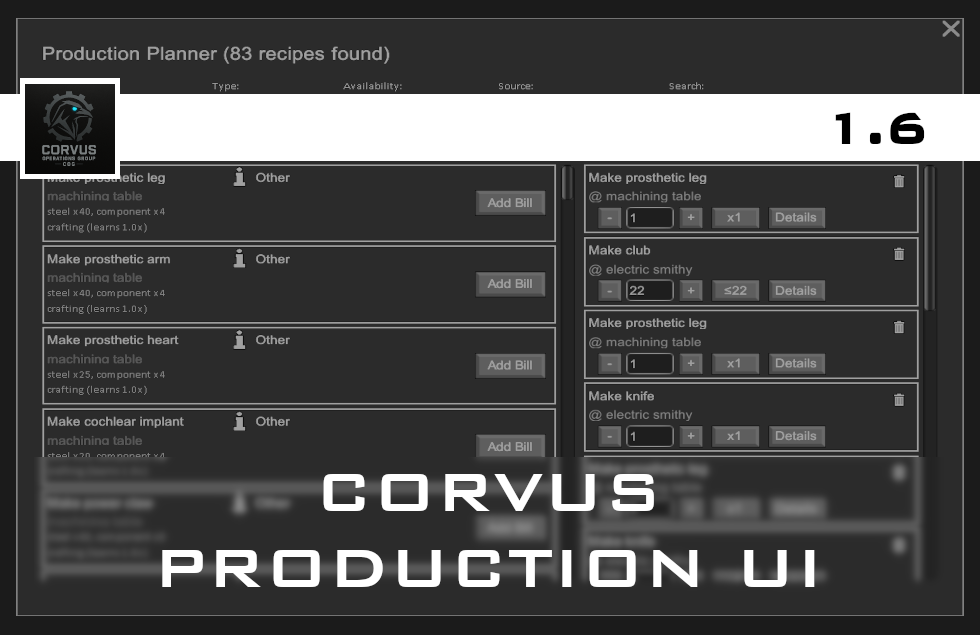 Production Planner (83 recipes found)
Type: Availability: Source: Search:
1.6
CORVUS
OPERATIONS GROUP
COG
Make prosthetic leg
Other
machining table
steel x40, component x4
crafting (learns 1.0x)
Add Bill
Make prosthetic arm
Other
machining table
steel x40, component x4
crafting (learns 1.0x)
Add Bill
Make prosthetic heart
Other
machining table
steel x25, component x4
crafting (learns 1.0x)
Add Bill
Make cochlear implant
Other
machining table
steel x20, component x4
Add Bill
Make prosthetic leg
@ machining table
- 1 + x1 Details
Make club
@ electric smithy
- 22 + ≤22 Details
Make prosthetic leg
@ machining table
- 1 + x1 Details
Make knife
@ electric smithy
- 1 + x1 Details
CORVUS
PRODUCTION UI